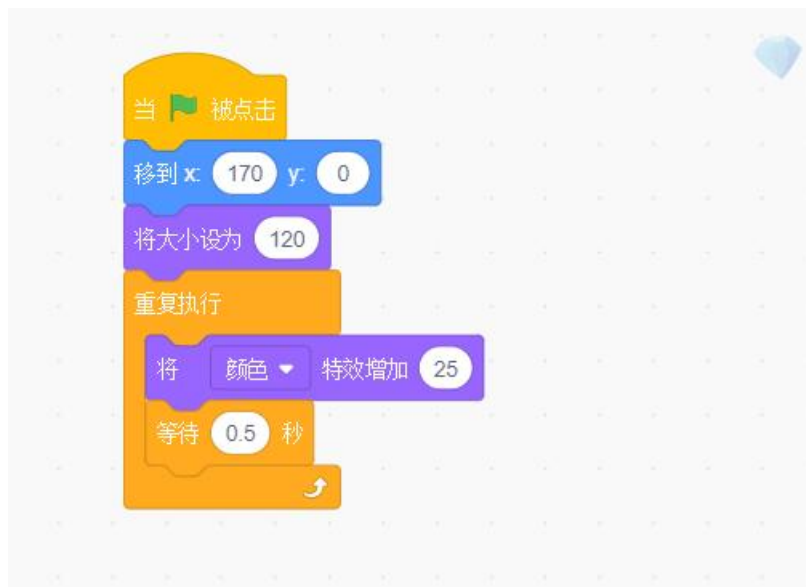 当 被点击
移到 x: 170 y: 0
将大小设为 120
重复执行
将 颜色 特效增加 25
等待 0.5 秒